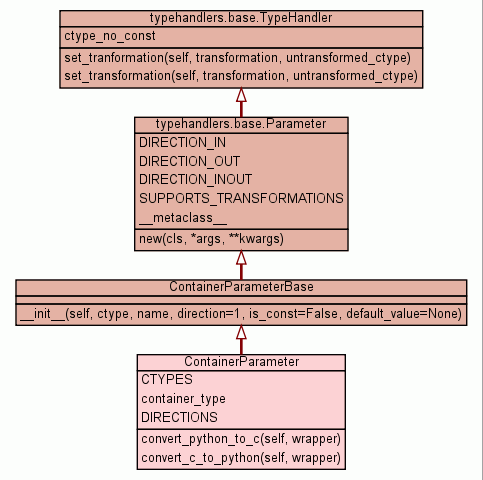 typehandlers.base.TypeHandler
ctype_no_const
set_tranformation(self, transformation, untransformed_ctype)
set_transformation(self, transformation, untransformed_ctype)
typehandlers.base.Parameter
DIRECTION_IN
DIRECTION_OUT
DIRECTION_INOUT
SUPPORTS_TRANSFORMATIONS
__metaclass__
new(cls, *args, **kwargs)
ContainerParameterBase
__init__(self, ctype, name, direction=1, is_const=False, default_value=None)
ContainerParameter
CTYPES
container_type
DIRECTIONS
convert_python_to_c(self, wrapper)
convert_c_to_python(self, wrapper)